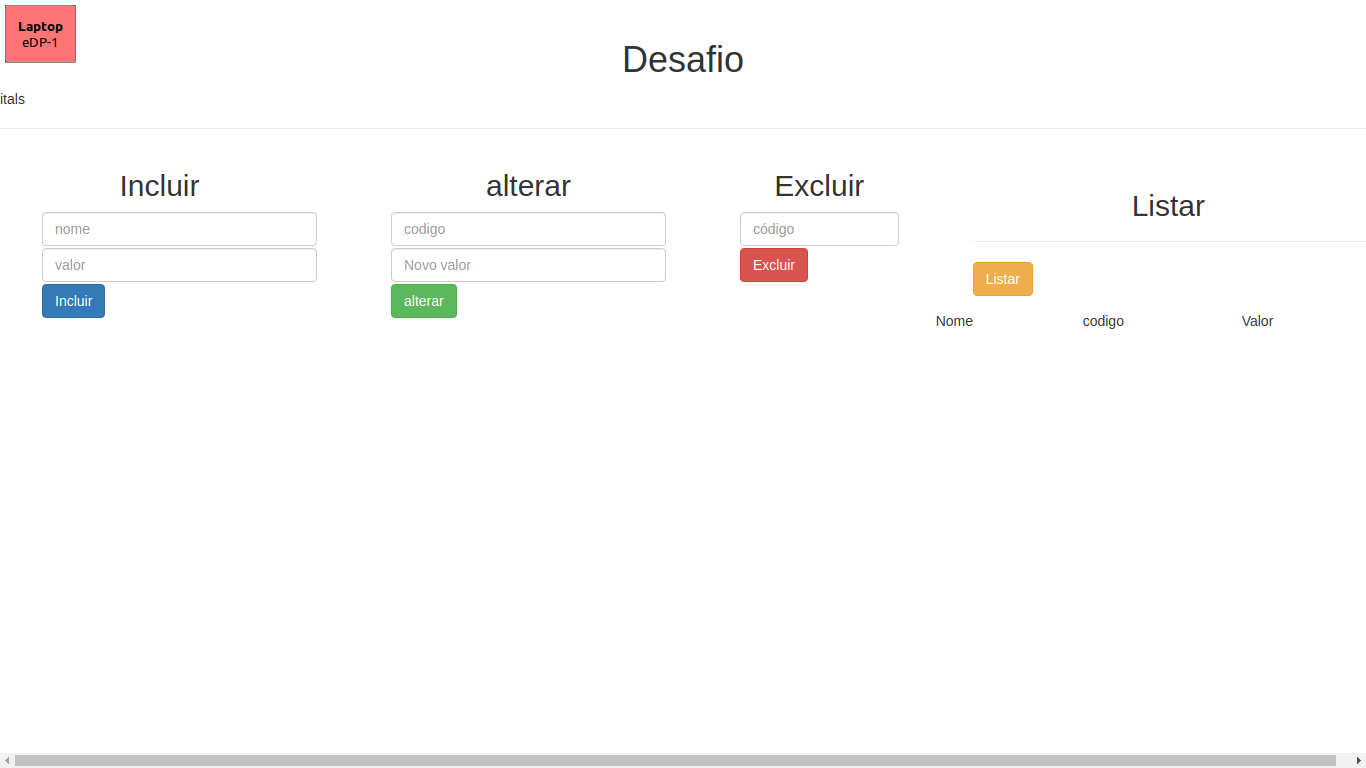 Laptop
eDP-1
Desafio
itals
Incluir
nome
valor
Incluir
alterar
codigo
Novo valor
alterar
Excluir
código
Excluir
Listar
Listar
Nome codigo Valor